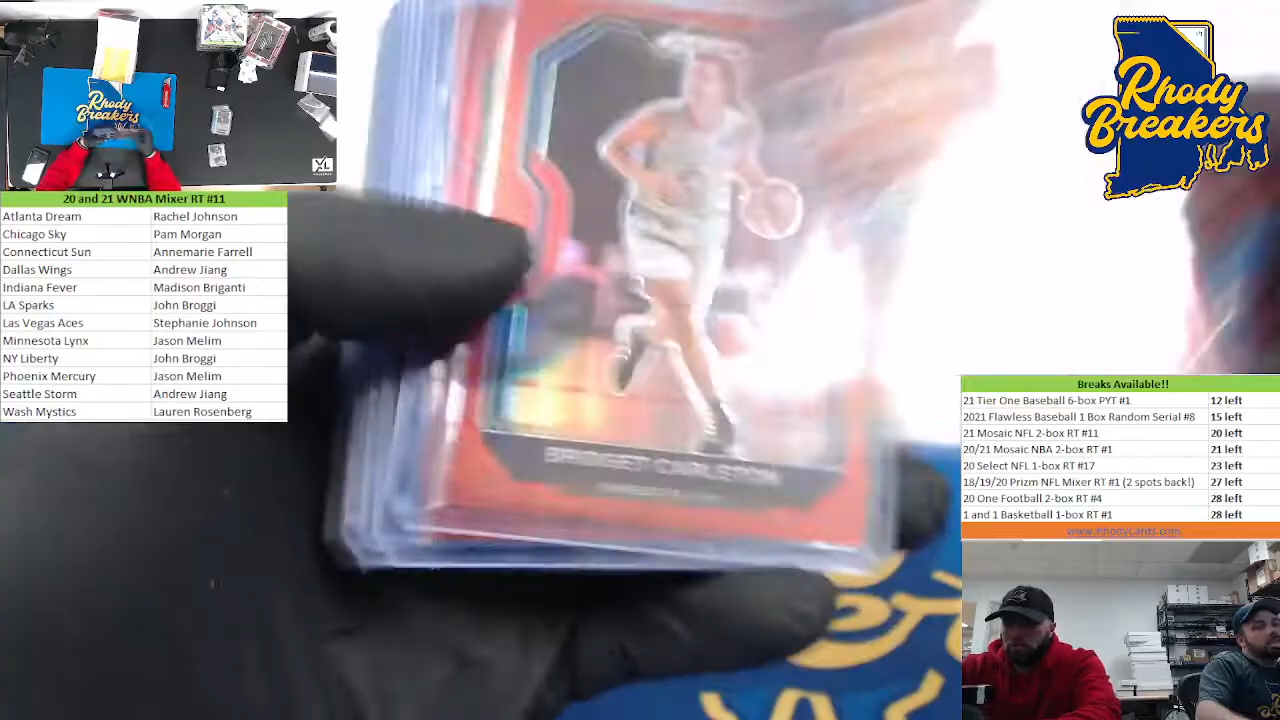 Rhody
Breakers
20 and 21 WNBA Mixer RT #11
Atlanta Dream Rachel Johnson
Chicago Sky Pam Morgan
Connecticut Sun Annemarie Farrell
Dallas Wings Andrew Jiang
Indiana Fever Madison Briganti
LA Sparks John Broggi
Las Vegas Aces Stephanie Johnson
Minnesota Lynx Jason Melim
NY Liberty John Broggi
Phoenix Mercury Jason Melim
Seattle Storm Andrew Jiang
Wash Mystics Lauren Rosenberg
BRIDGET CARLETON
Rhody
Breakers
Breaks Available!!
21 Tier One Baseball 6-box PYT #1 12 left
2021 Flawless Baseball 1 Box Random Serial #8 15 left
21 Mosaic NFL 2-box RT #11 20 left
20/21 Mosaic NBA 2-box RT #1 21 left
20 Select NFL 1-box RT #17 23 left
18/19/20 Prizm NFL Mixer RT #1 (2 spots back!) 27 left
20 One Football 2-box RT #4 28 left
1 and 1 Basketball 1-box RT #1 28 left
www.RhodyCards.com